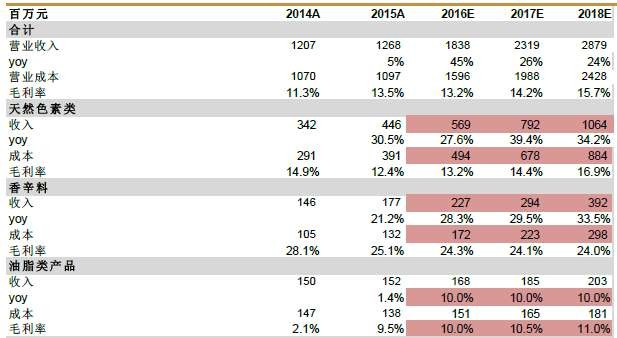 百万元 2014A 2015A 2016E 2017E 2018E
合计
营业收入 1207 1268 1838 2319 2879
yoy 5% 45% 26% 24%
营业成本 1070 1097 1596 1988 2428
毛利率 11.3% 13.5% 13.2% 14.2% 15.7%
天然色素类
收入 342 446 569 792 1064
yoy 30.5% 27.6% 39.4% 34.2%
成本 291 391 494 678 884
毛利率 14.9% 12.4% 13.2% 14.4% 16.9%
香辛料
收入 146 177 227 294 392
yoy 21.2% 28.3% 29.5% 33.5%
成本 105 132 172 223 298
毛利率 28.1% 25.1% 24.3% 24.1% 24.0%
油脂类产品
收入 150 152 168 185 203
yoy 1.4% 10.0% 10.0% 10.0%
成本 147 138 151 165 181
毛利率 2.1% 9.5% 10.0% 10.5% 11.0%